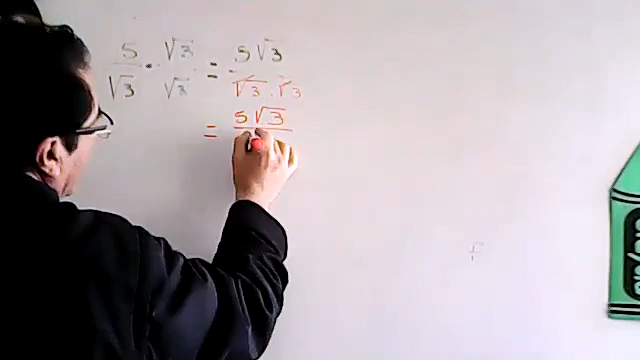 5/√3 · √3/√3 = 5√3/√3 · √3
= 5√3